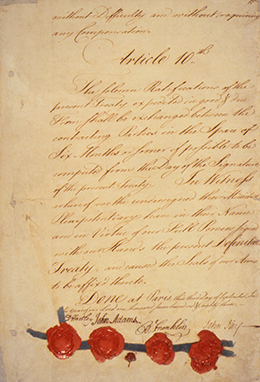 without Difficulty and without requiring
any Compensation.
Article 10th
The solemn Ratifications of the
present Treaty expedited in good & due
Form shall be exchanged between the
contracting Parties in the Space of
Six Months or sooner if possible to be
computed from the Day of the Signature
of the present Treaty. In Witness
whereof we the undersigned their Ministers
Plenipotentiary have in their Name
and in Virtue of our Full Powers signed
with our Hands the present Definitive
Treaty, and caused the Seals of our Arms
to be affix'd thereto.
Done at Paris this third Day of September
D Hartley John Adams B Franklin John Jay